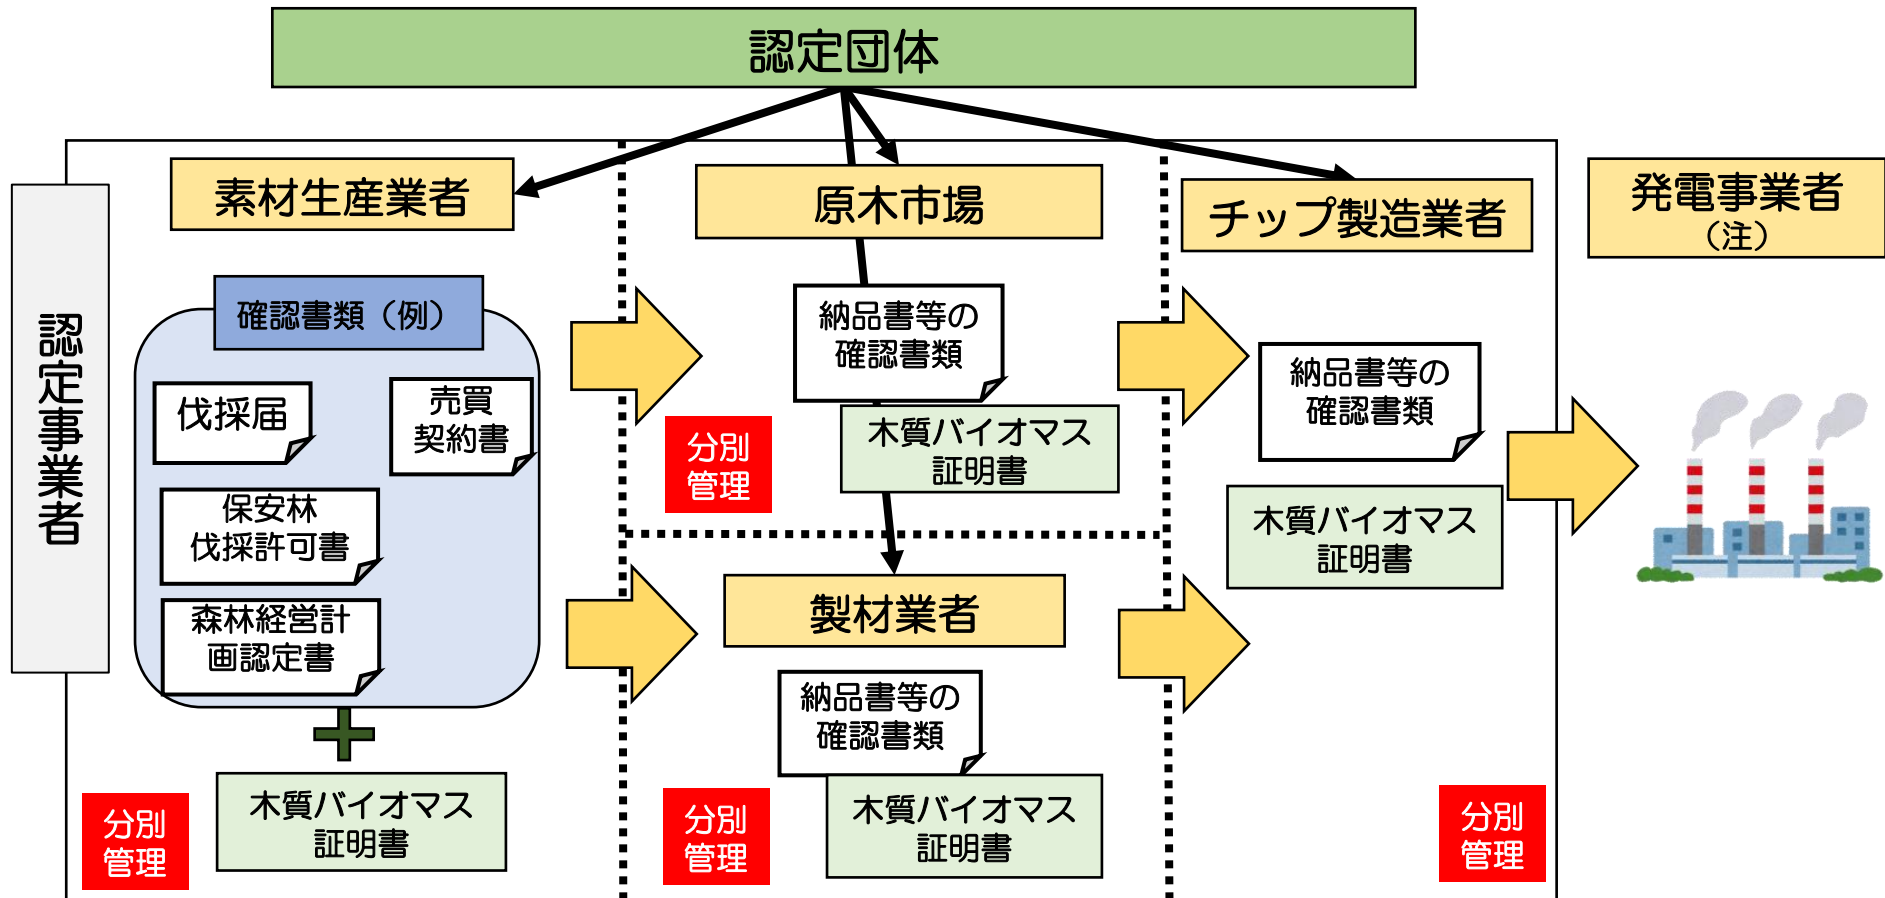 認定団体
認定事業者
素材生産業者
確認書類（例）
伐採届
売買
契約書
保安林
伐採許可書
森林経営計
画認定書
木質バイオマス
証明書
分別
管理
原木市場
納品書等の
確認書類
木質バイオマス
証明書
分別
管理
製材業者
納品書等の
確認書類
木質バイオマス
証明書
分別
管理
チップ製造業者
納品書等の
確認書類
木質バイオマス
証明書
分別
管理
発電事業者
（注）